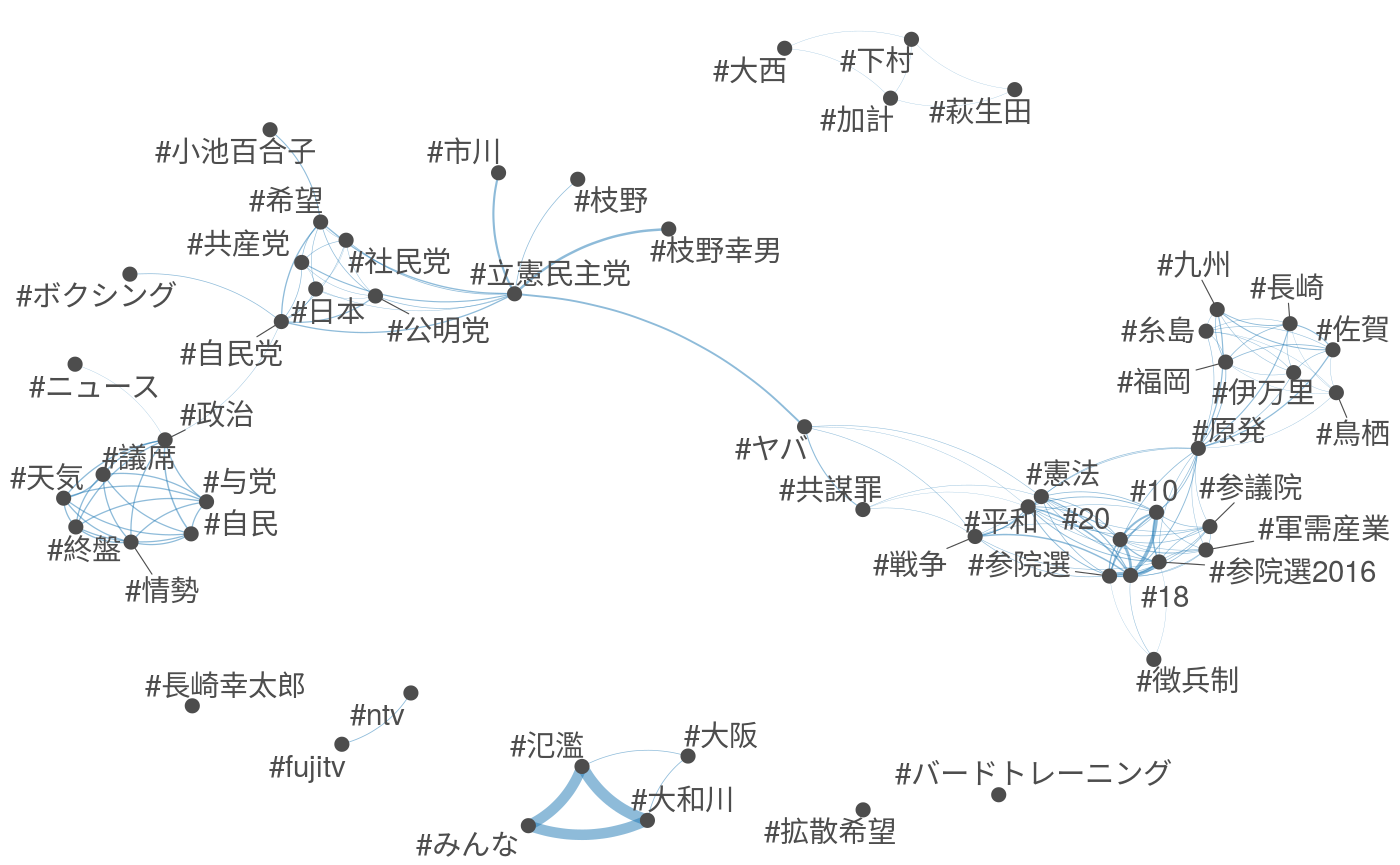 #大西
#下村
#加計
#萩生田
#小池百合子
#市川
#希望
#枝野
#共産党
#社民党
#立憲民主党
#枝野幸男
#ボクシング
#日本
#公明党
#自民党
#ニュース
#政治
#議席
#天気
#与党
#自民
#終盤
#情勢
#九州
#長崎
#糸島
#佐賀
#福岡
#伊万里
#原発
#鳥栖
#ヤバ
#共謀罪
#憲法
#10
#参議院
#平和
#20
#軍需産業
#戦争
#参院選
#参院選2016
#18
#徴兵制
#長崎幸太郎
#ntv
#fujitv
#氾濫
#大阪
#大和川
#みんな
#バードトレーニング
#拡散希望